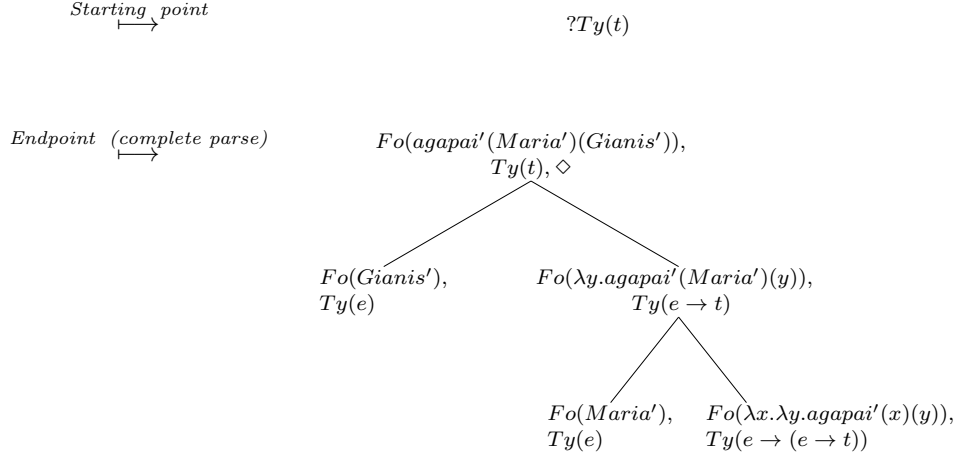 Starting point
↦
?Ty(t)
Endpoint (complete parse)
↦
Fo(agapai′(Maria′)(Gianis′)),
Ty(t), ◇
Fo(Gianis′),
Ty(e)
Fo(λy.agapai′(Maria′)(y)),
Ty(e → t)
Fo(Maria′),
Ty(e)
Fo(λx.λy.agapai′(x)(y)),
Ty(e → (e → t))